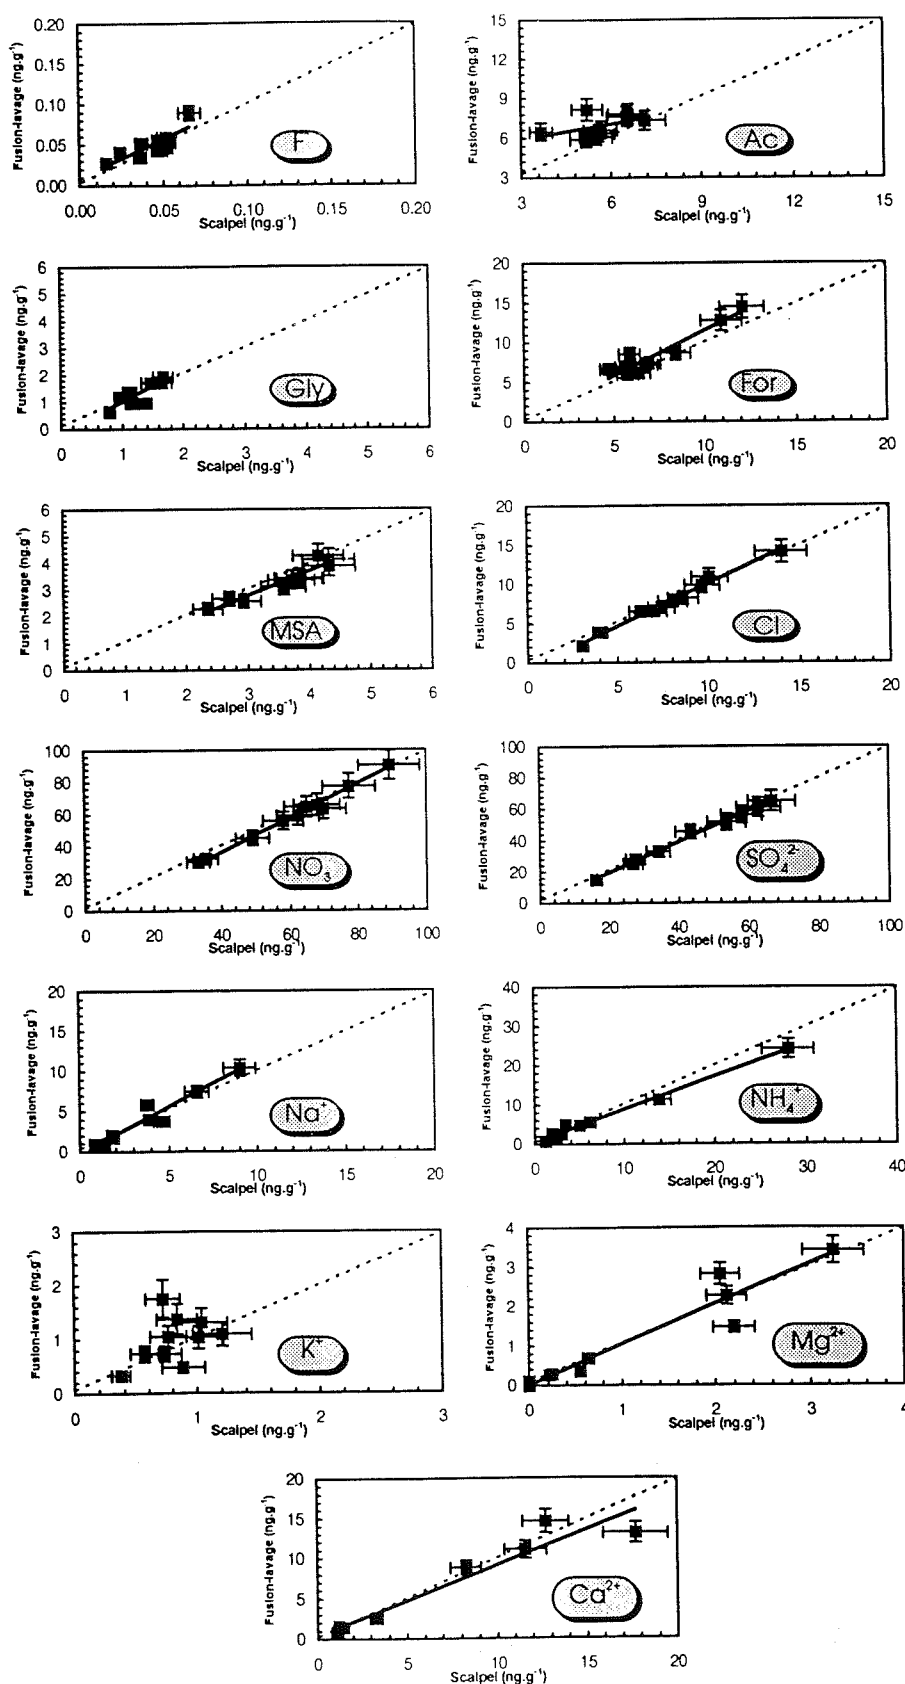 Fusion-lavage (ng.g⁻¹)
0.20
0.15
0.10
0.05
0.00
F⁻
0.00 0.05 0.10 0.15 0.20
Scalpel (ng.g⁻¹)
Fusion-lavage (ng.g⁻¹)
15
12
9
6
3
Ac⁻
3 6 9 12 15
Scalpel (ng.g⁻¹)
Fusion-lavage (ng.g⁻¹)
6
5
4
3
2
1
0
Gly⁻
0 1 2 3 4 5 6
Scalpel (ng.g⁻¹)
Fusion-lavage (ng.g⁻¹)
20
15
10
5
0
For⁻
0 5 10 15 20
Scalpel (ng.g⁻¹)
Fusion-lavage (ng.g⁻¹)
6
5
4
3
2
1
0
MSA⁻
0 1 2 3 4 5 6
Scalpel (ng.g⁻¹)
Fusion-lavage (ng.g⁻¹)
20
15
10
5
0
Cl⁻
0 5 10 15 20
Scalpel (ng.g⁻¹)
Fusion-lavage (ng.g⁻¹)
100
80
60
40
20
0
NO₃⁻
0 20 40 60 80 100
Scalpel (ng.g⁻¹)
Fusion-lavage (ng.g⁻¹)
100
80
60
40
20
0
SO₄²⁻
0 20 40 60 80 100
Scalpel (ng.g⁻¹)
Fusion-lavage (ng.g⁻¹)
20
15
10
5
0
Na⁺
0 5 10 15 20
Scalpel (ng.g⁻¹)
Fusion-lavage (ng.g⁻¹)
40
30
20
10
0
NH₄⁺
0 10 20 30 40
Scalpel (ng.g⁻¹)
Fusion-lavage (ng.g⁻¹)
3
2
1
0
K⁺
0 1 2 3
Scalpel (ng.g⁻¹)
Fusion-lavage (ng.g⁻¹)
4
3
2
1
0
Mg²⁺
0 1 2 3 4
Scalpel (ng.g⁻¹)
Fusion-lavage (ng.g⁻¹)
20
15
10
5
0
Ca²⁺
0 5 10 15 20
Scalpel (ng.g⁻¹)